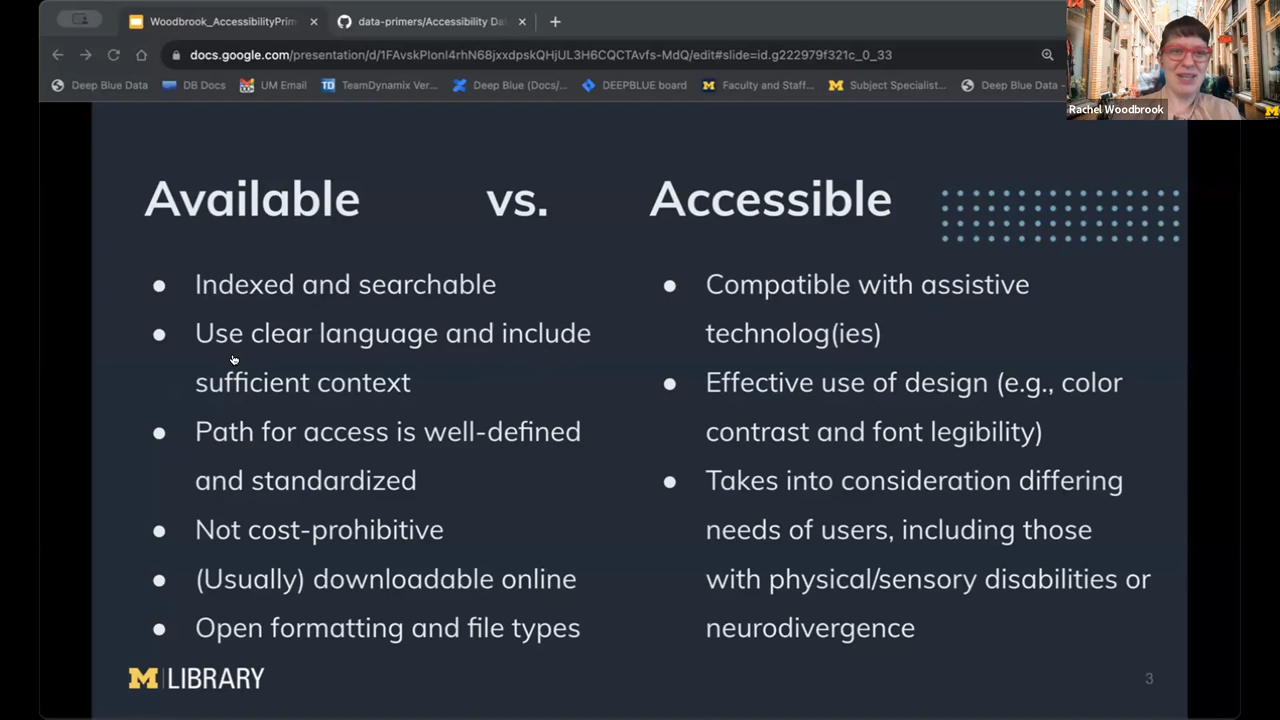 Woodbrook_AccessibilityPrim
data-primers/Accessibility Da
docs.google.com/presentation/d/1FAvskPIonI4rhN68jxxdpskQHjUL3H6CQCTAvfs-MdQ/edit#slide=id.g222979f321c_0_33
Deep Blue Data
DB Docs
UM Email
TeamDynamix Ver...
Deep Blue (Docs/...
DEEPBLUE board
Faculty and Staff...
Subject Specialist...
Deep Blue Data -
Rachel Woodbrook
Available vs. Accessible
● Indexed and searchable
● Use clear language and include
sufficient context
● Path for access is well-defined
and standardized
● Not cost-prohibitive
● (Usually) downloadable online
● Open formatting and file types
● Compatible with assistive
technolog(ies)
● Effective use of design (e.g., color
contrast and font legibility)
● Takes into consideration differing
needs of users, including those
with physical/sensory disabilities or
neurodivergence
M LIBRARY
3